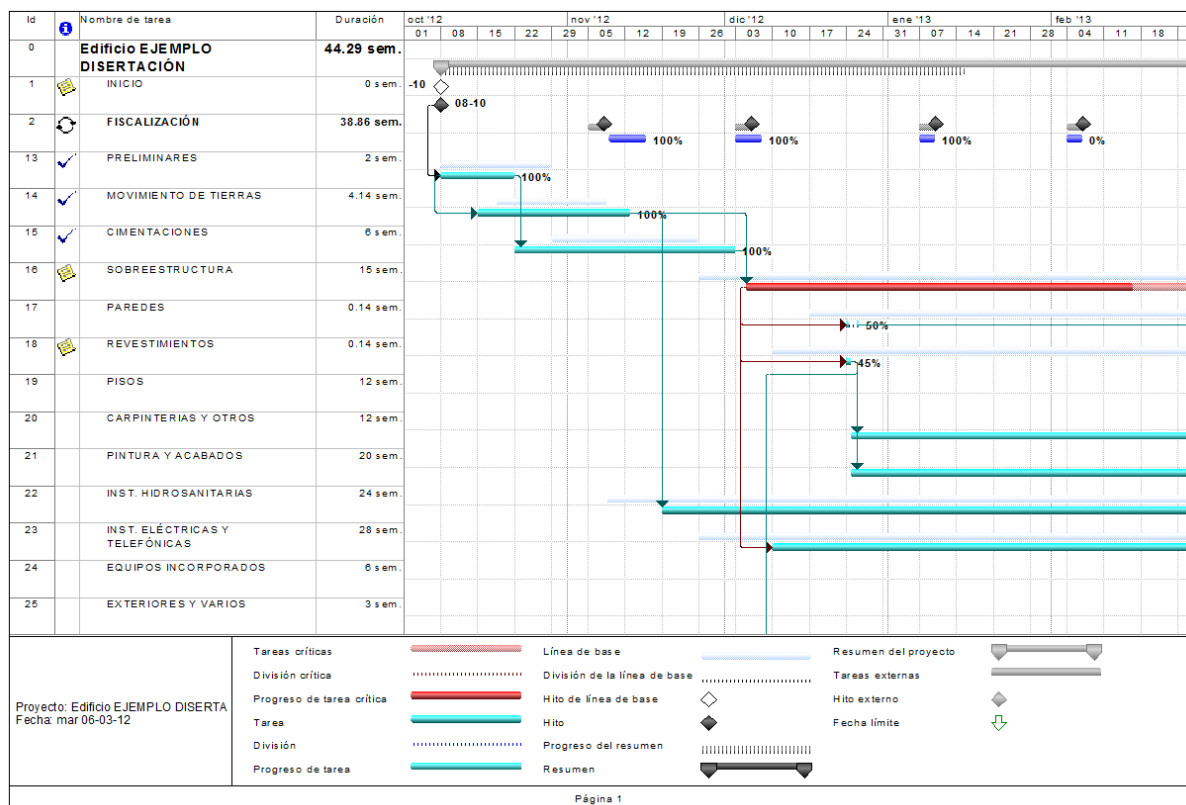 Id Nombre de tarea Duración oct '12 nov '12 dic '12 ene '13 feb '13
01 08 15 22 29 05 12 19 26 03 10 17 24 31 07 14 21 28 04 11 18
0 Edificio EJEMPLO 44.29 sem.
DISERTACIÓN
1 INICIO 0 sem. -10
08-10
2 FISCALIZACIÓN 38.86 sem.
100% 100% 100% 0%
13 PRELIMINARES 2 sem.
100%
14 MOVIMIENTO DE TIERRAS 4.14 sem.
100%
15 CIMENTACIONES 6 sem.
100%
16 SOBREESTRUCTURA 15 sem.
17 PAREDES 0.14 sem.
50%
18 REVESTIMIENTOS 0.14 sem.
45%
19 PISOS 12 sem.
20 CARPINTERIAS Y OTROS 12 sem.
21 PINTURA Y ACABADOS 20 sem.
22 INST. HIDROSANITARIAS 24 sem.
23 INST. ELÉCTRICAS Y 28 sem.
TELEFÓNICAS
24 EQUIPOS INCORPORADOS 6 sem.
25 EXTERIORES Y VARIOS 3 sem.
Proyecto: Edificio EJEMPLO DISERTA
Fecha: mar 06-03-12
Tareas críticas
División crítica
Progreso de tarea crítica
Tarea
División
Progreso de tarea
Línea de base
División de la línea de base
Hito de línea de base
Hito
Progreso del resumen
Resumen
Resumen del proyecto
Tareas externas
Hito externo
Fecha límite
Página 1